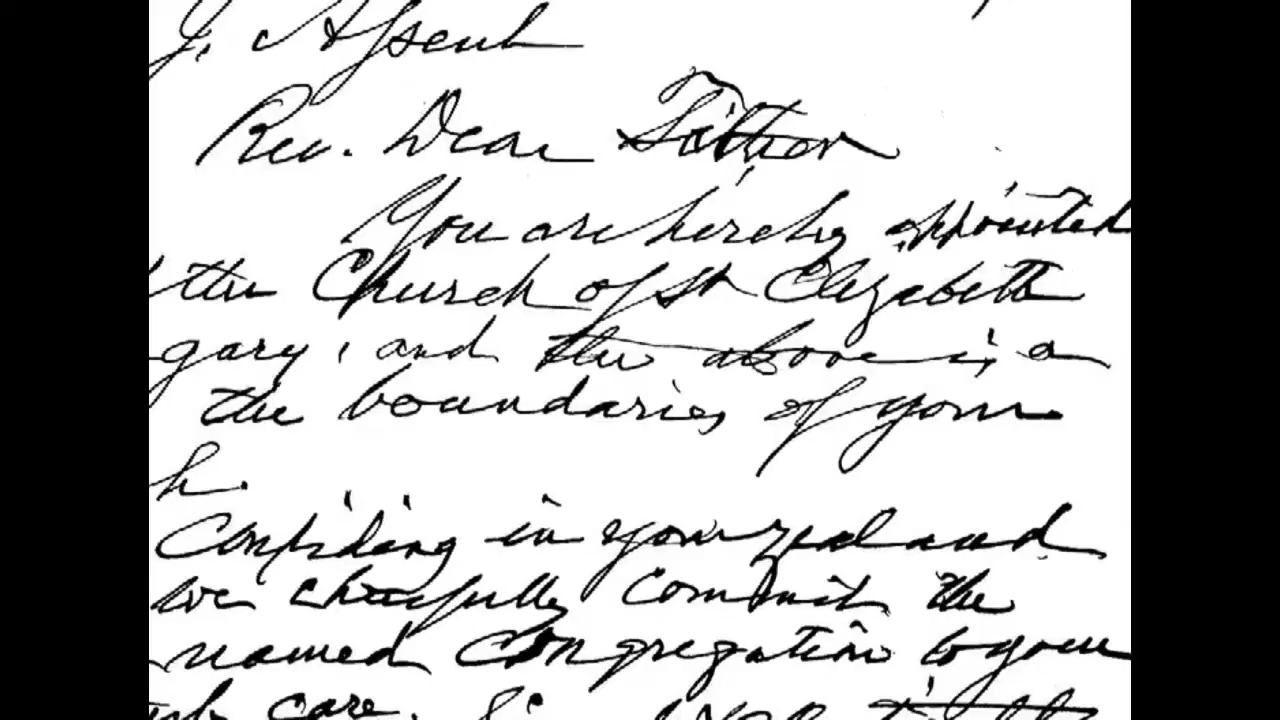 Rev. Dear Father
You are hereby appointed
the Church of St Elizabeth
gary, and the above is a
the boundaries of your
h.
Confiding in your zeal and
we cheerfully commit the
named Congregation to your
care.